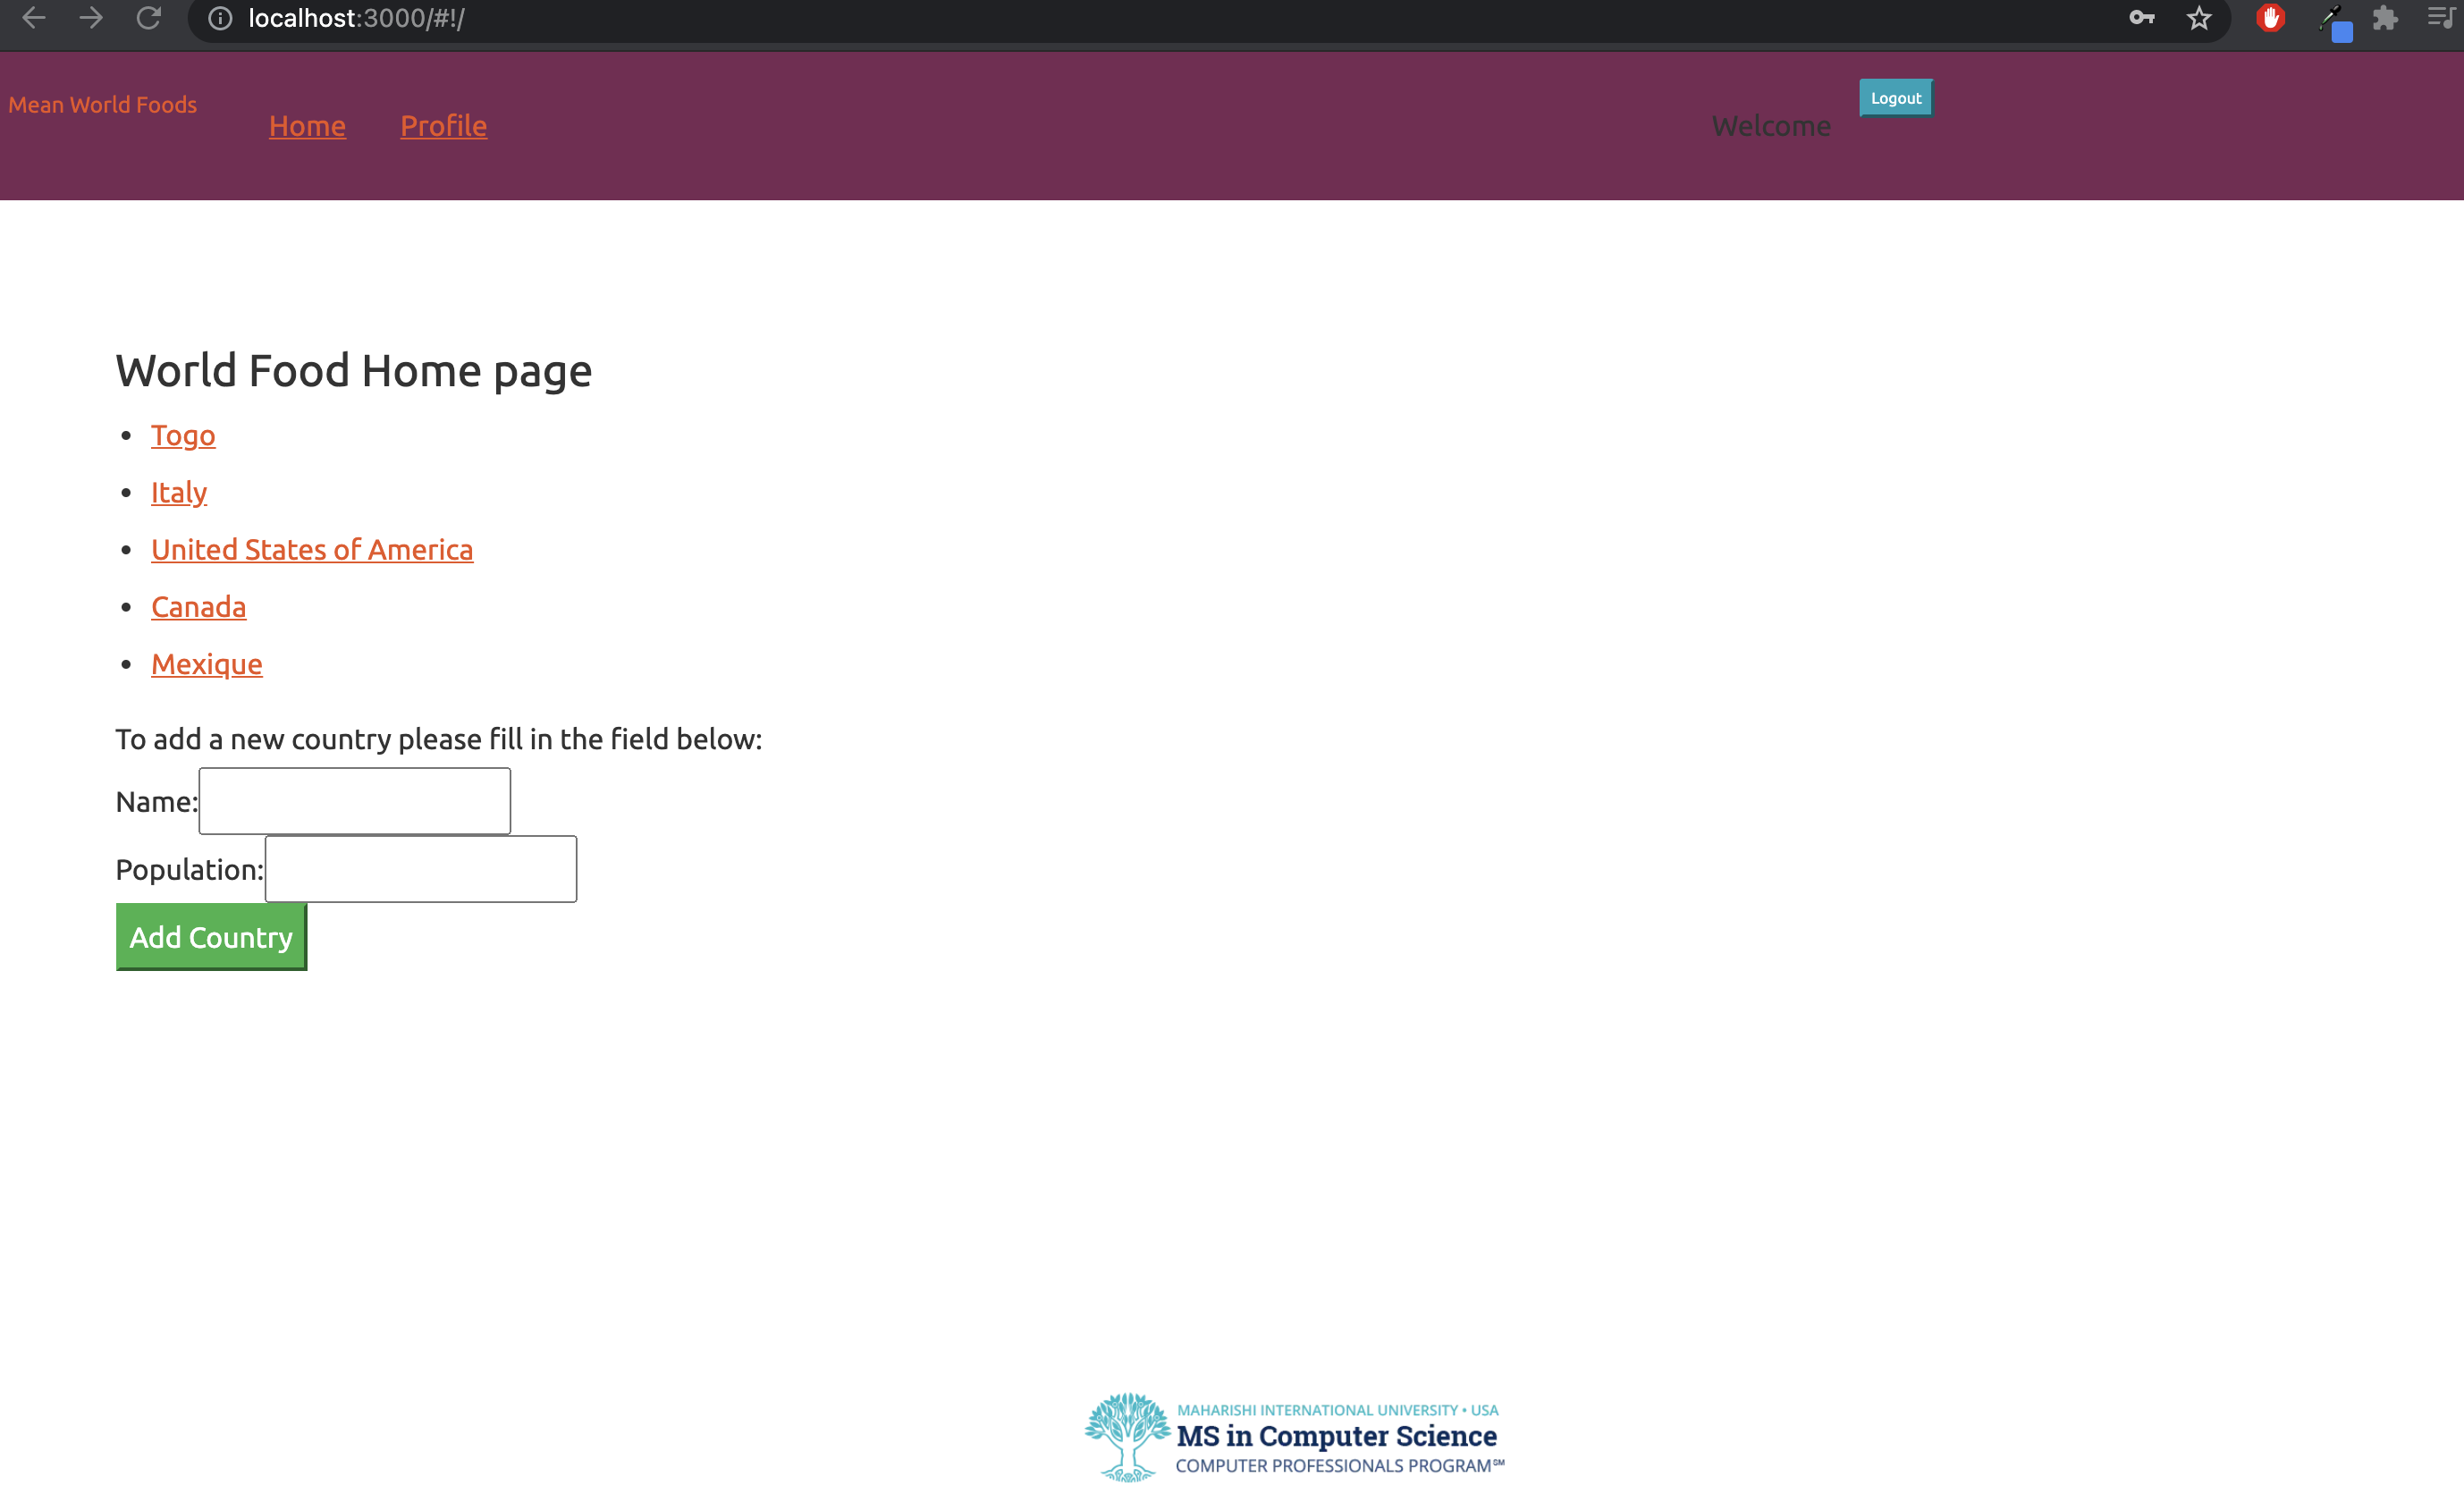 localhost:3000/#!/
Mean World Foods
Home
Profile
Welcome
Logout
World Food Home page
• Togo
• Italy
• United States of America
• Canada
• Mexique
To add a new country please fill in the field below:
Name:
Population:
Add Country
MAHARISHI INTERNATIONAL UNIVERSITY • USA
MS in Computer Science
COMPUTER PROFESSIONALS PROGRAM℠